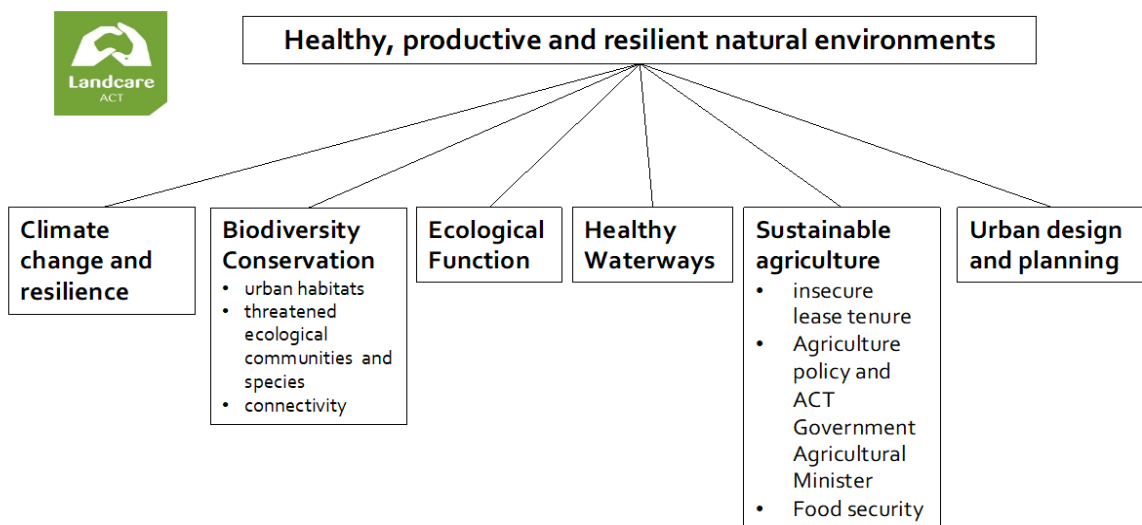 Landcare
ACT
Healthy, productive and resilient natural environments
Climate
change and
resilience
Biodiversity
Conservation
• urban habitats
• threatened
ecological
communities and
species
• connectivity
Ecological
Function
Healthy
Waterways
Sustainable
agriculture
• insecure
lease tenure
• Agriculture
policy and
ACT
Government
Agricultural
Minister
• Food security
Urban design
and planning